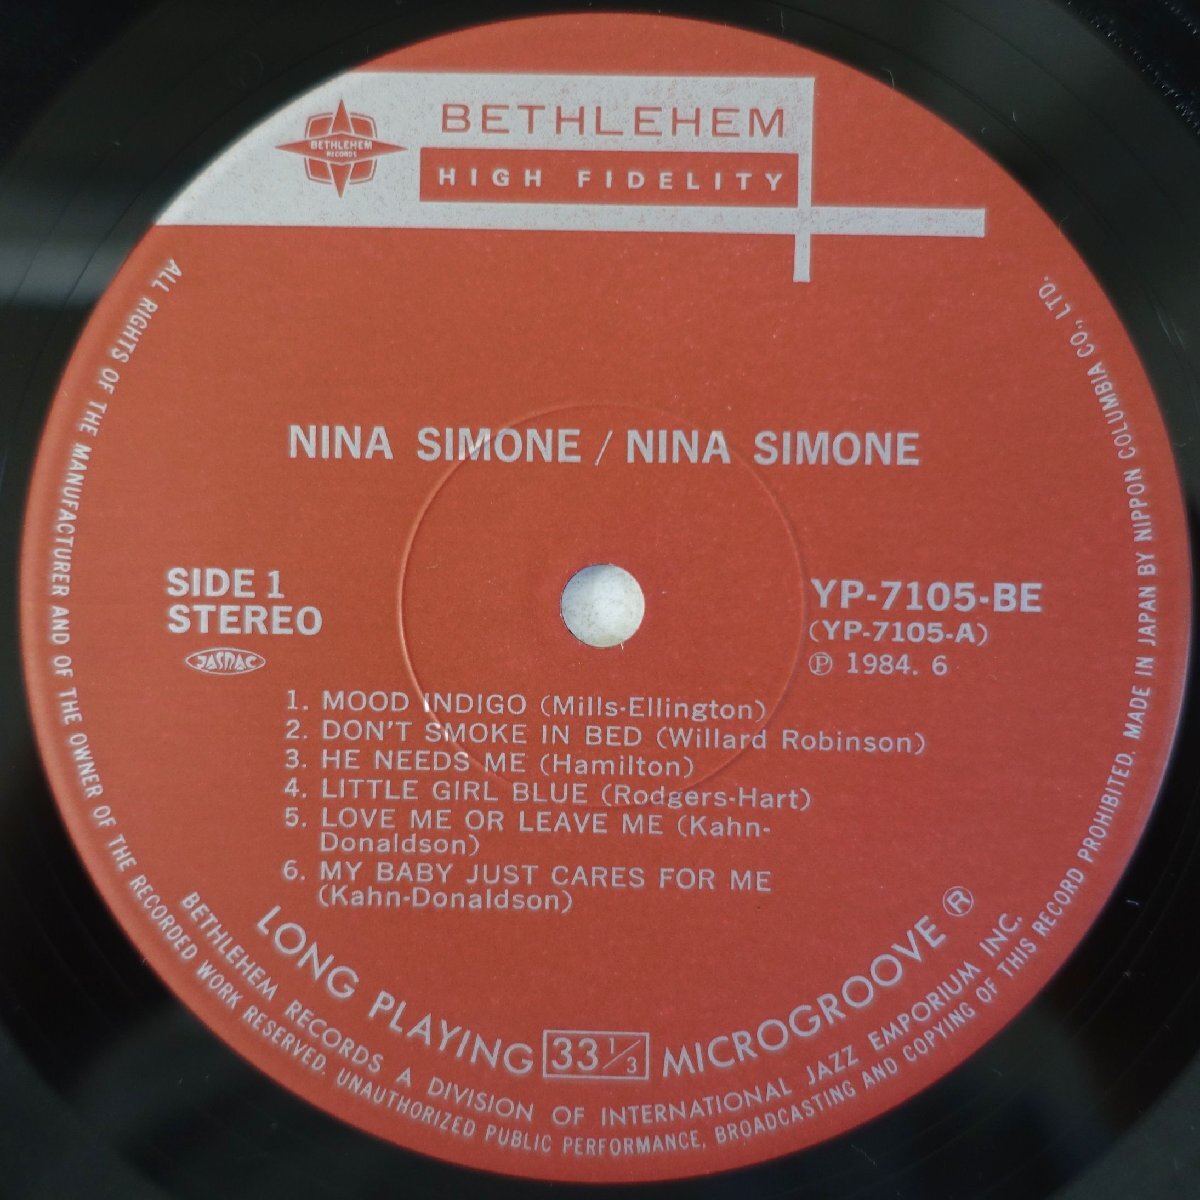 BETHLEHEM
RECORDS
BETHLEHEM
HIGH FIDELITY
NINA SIMONE / NINA SIMONE
SIDE 1
STEREO
JASRAC
YP-7105-BE
(YP-7105-A)
Ⓟ 1984. 6
1. MOOD INDIGO (Mills-Ellington)
2. DON'T SMOKE IN BED (Willard Robinson)
3. HE NEEDS ME (Hamilton)
4. LITTLE GIRL BLUE (Rodgers-Hart)
5. LOVE ME OR LEAVE ME (Kahn-
Donaldson)
6. MY BABY JUST CARES FOR ME
(Kahn-Donaldson)
LONG PLAYING 33 1/3 MICROGROOVE ®
BETHLEHEM RECORDS A DIVISION OF INTERNATIONAL JAZZ EMPORIUM INC.
ALL RIGHTS OF THE MANUFACTURER AND OF THE OWNER OF THE RECORDED WORK RESERVED. UNAUTHORIZED PUBLIC PERFORMANCE, BROADCASTING AND COPYING OF THIS RECORD PROHIBITED. MADE IN JAPAN BY NIPPON COLUMBIA CO., LTD.